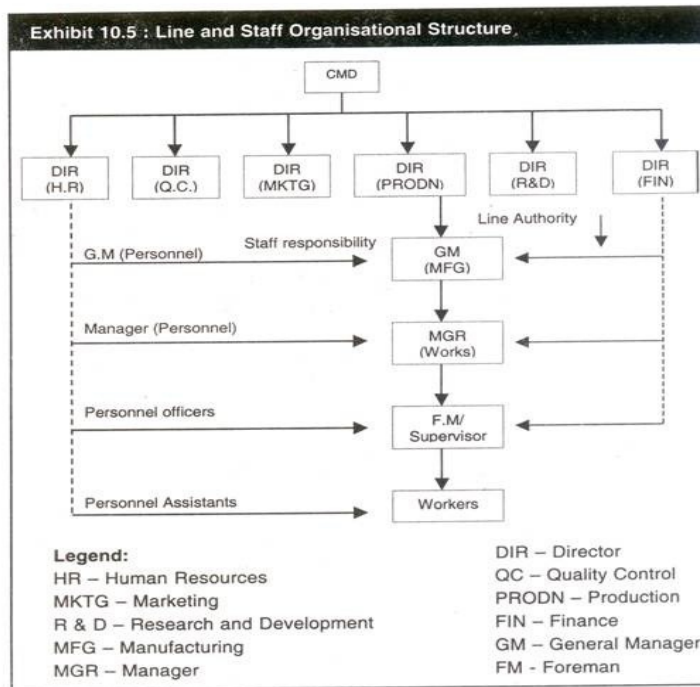 Exhibit 10.5 : Line and Staff Organisational Structure
CMD
DIR
(H.R)
DIR
(Q.C.)
DIR
(MKTG)
DIR
(PRODN)
DIR
(R&D)
DIR
(FIN)
Line Authority
Staff responsibility
G.M (Personnel)
GM
(MFG)
Manager (Personnel)
MGR
(Works)
Personnel officers
F.M/
Supervisor
Personnel Assistants
Workers
Legend:
HR – Human Resources
MKTG – Marketing
R & D – Research and Development
MFG – Manufacturing
MGR – Manager
DIR – Director
QC – Quality Control
PRODN – Production
FIN – Finance
GM – General Manager
FM - Foreman